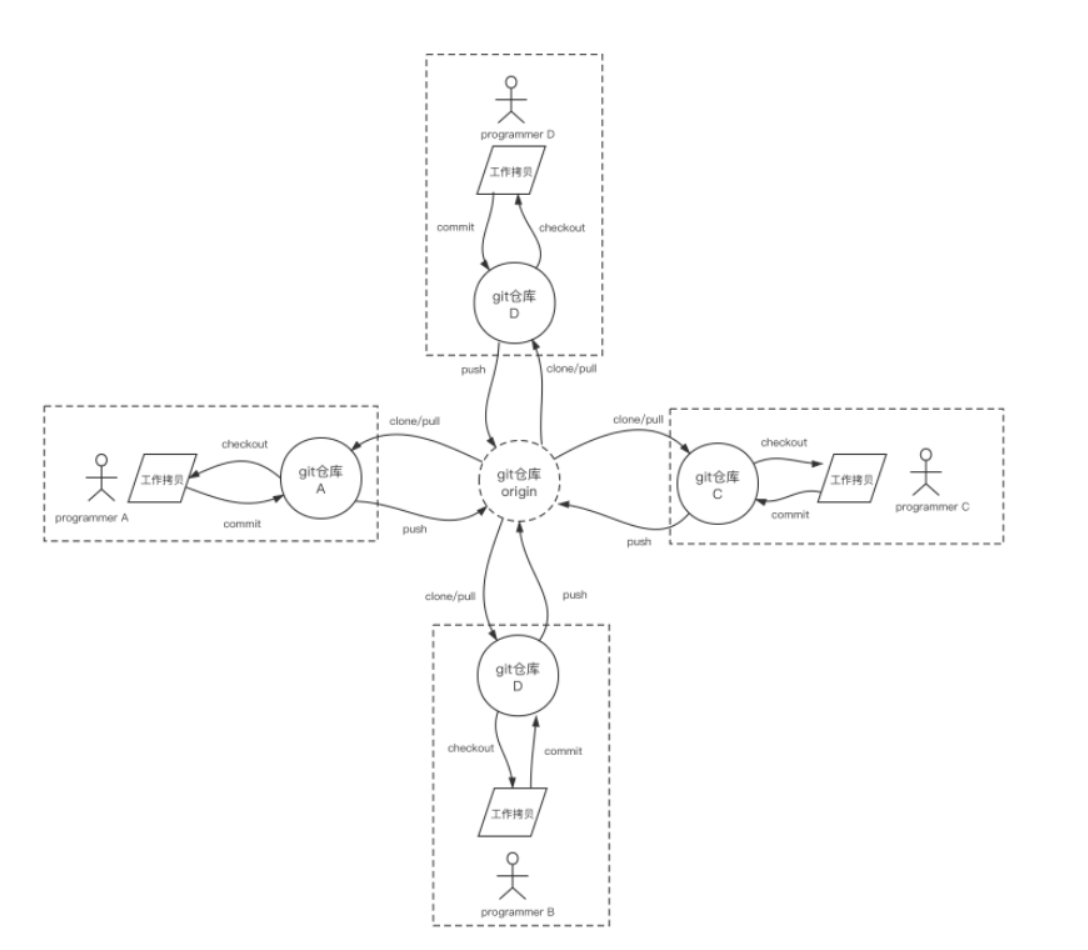 programmer D
工作拷贝
commit
checkout
git仓库
D
push
clone/pull
clone/pull
clone/pull
checkout
git仓库
A
工作拷贝
programmer A
commit
push
git仓库
origin
git仓库
C
checkout
工作拷贝
programmer C
commit
push
clone/pull
push
git仓库
D
checkout
commit
工作拷贝
programmer B